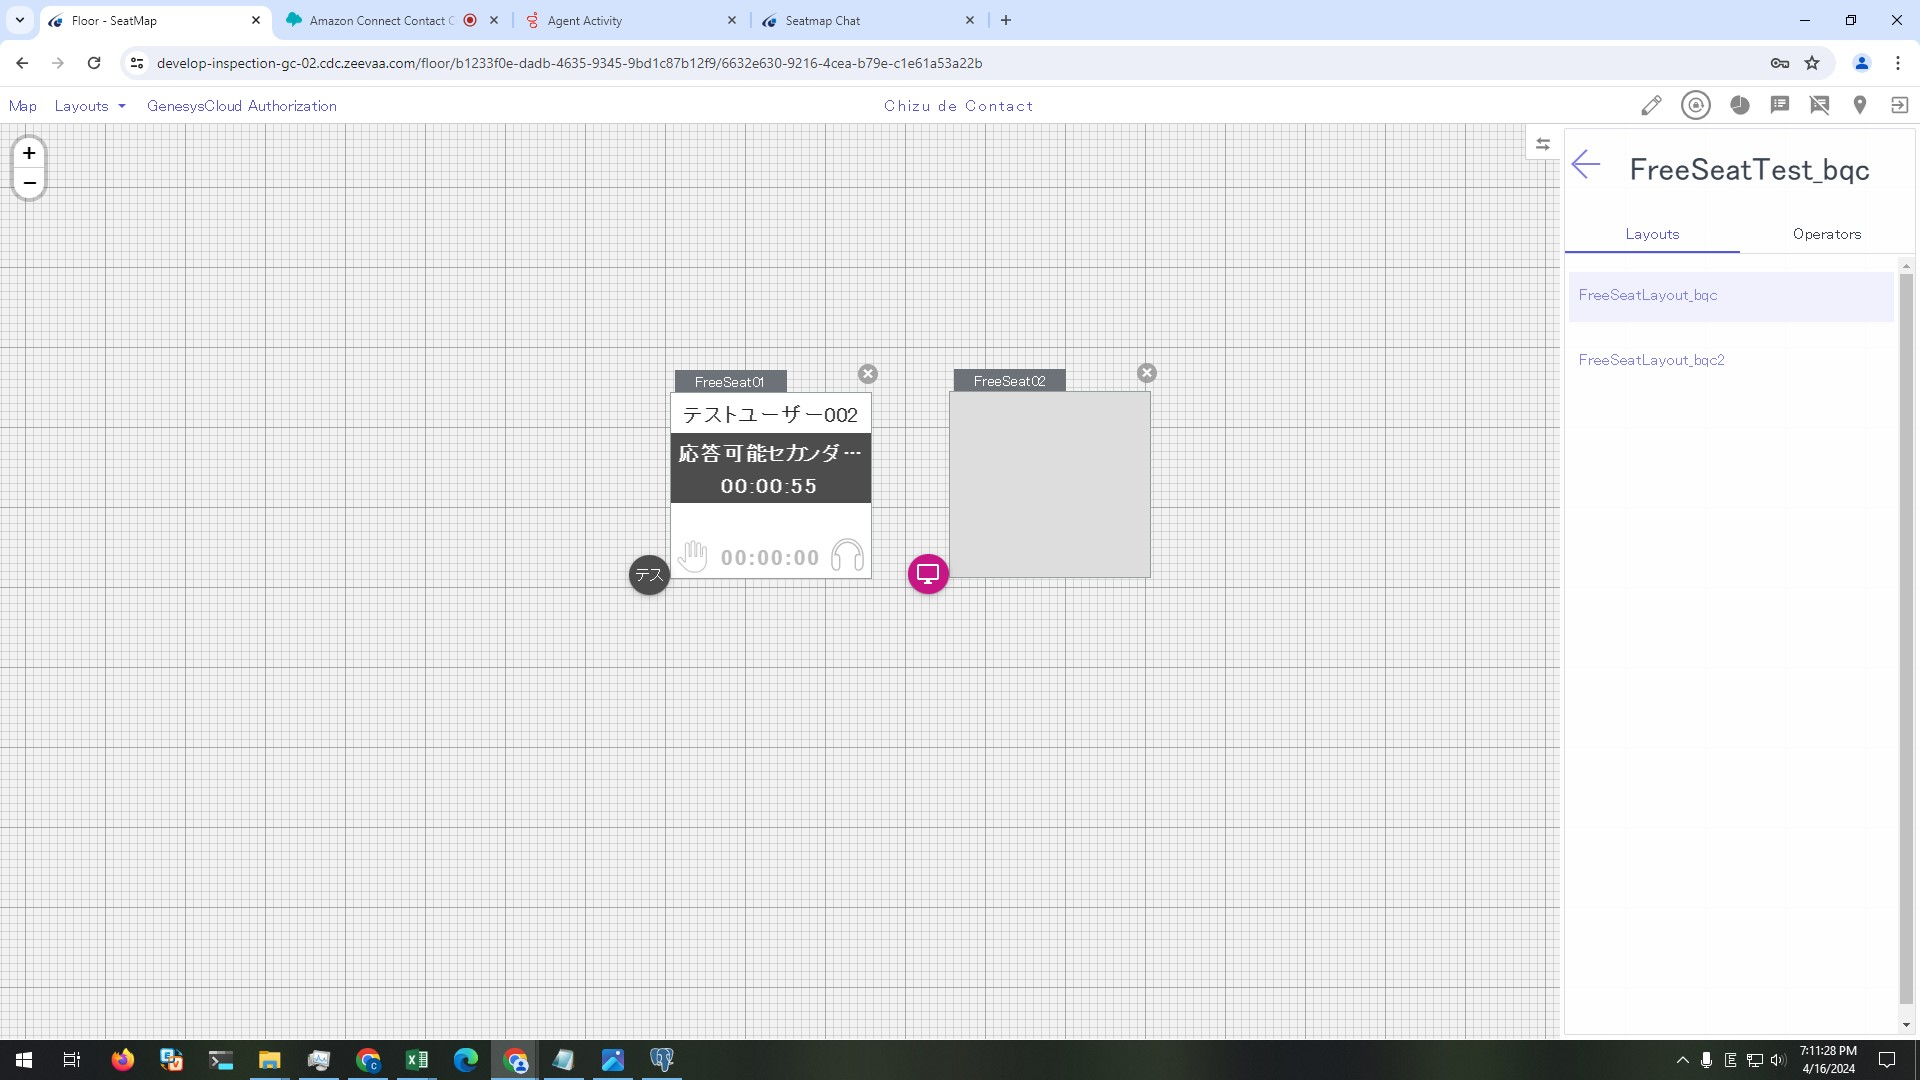 Floor - SeatMap
Amazon Connect Contact C
Agent Activity
Seatmap Chat
develop-inspection-gc-02.cdc.zeevaa.com/floor/b1233f0e-dadb-4635-9345-9bd1c87b12f9/6632e630-9216-4cea-b79e-c1e61a53a22b
Map
Layouts
GenesysCloud Authorization
Chizu de Contact
+
−
FreeSeatTest_bqc
Layouts
Operators
FreeSeatLayout_bqc
FreeSeatLayout_bqc2
FreeSeat01
テストユーザー002
応答可能セカンダ…
00:00:55
00:00:00
テス
FreeSeat02
7:11:28 PM
4/16/2024